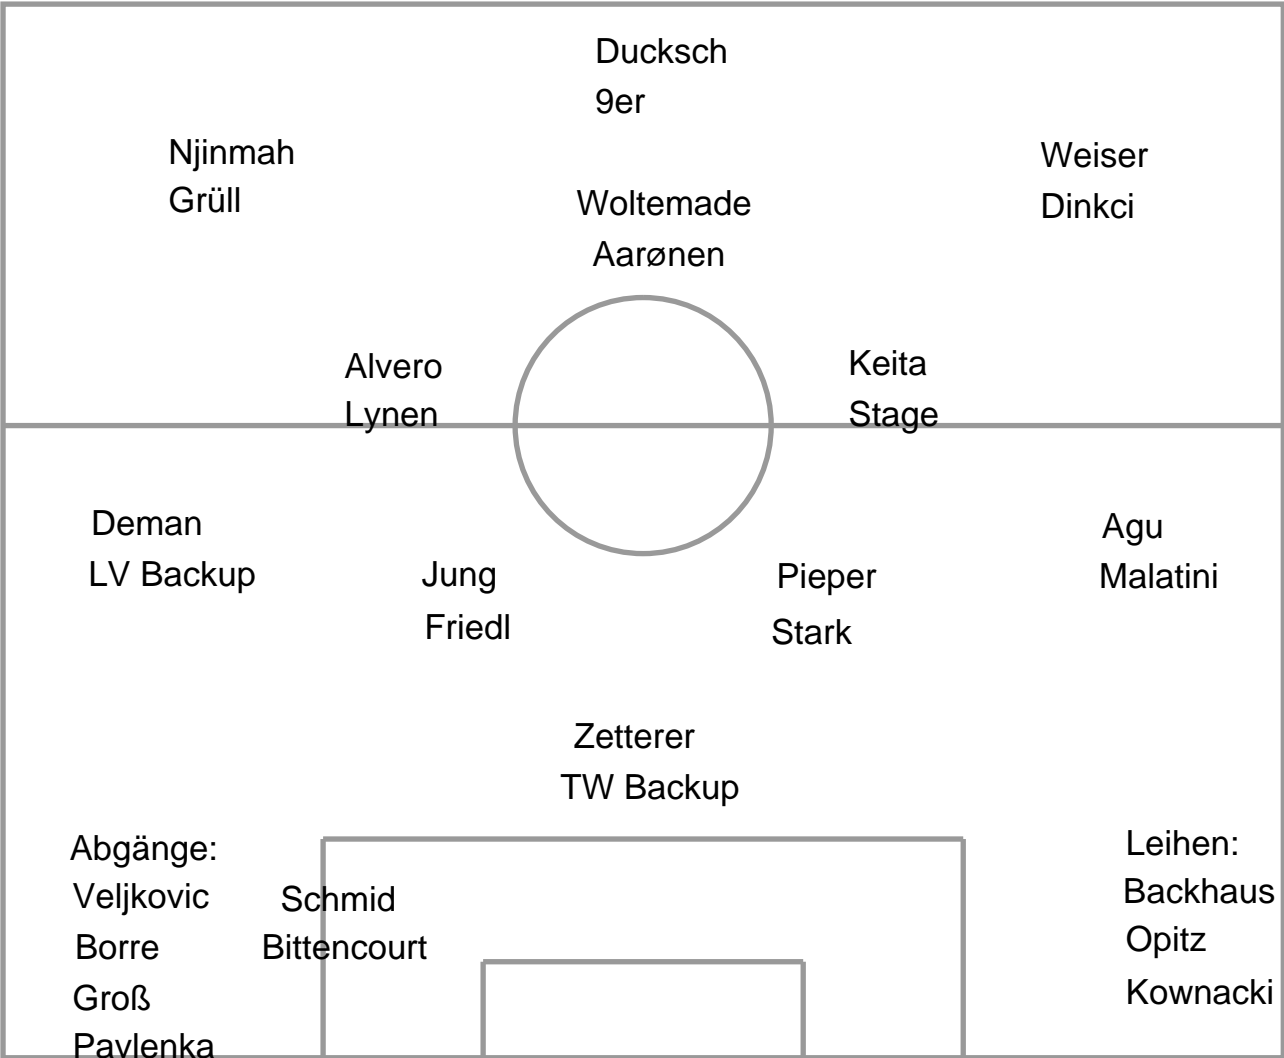 Ducksch
9er
Njinmah
Grüll
Woltemade
Aarønen
Weiser
Dinkci
Alvero
Lynen
Keita
Stage
Deman
LV Backup
Jung
Friedl
Pieper
Stark
Agu
Malatini
Zetterer
TW Backup
Abgänge:
Veljkovic
Borre
Groß
Pavlenka
Schmid
Bittencourt
Leihen:
Backhaus
Opitz
Kownacki